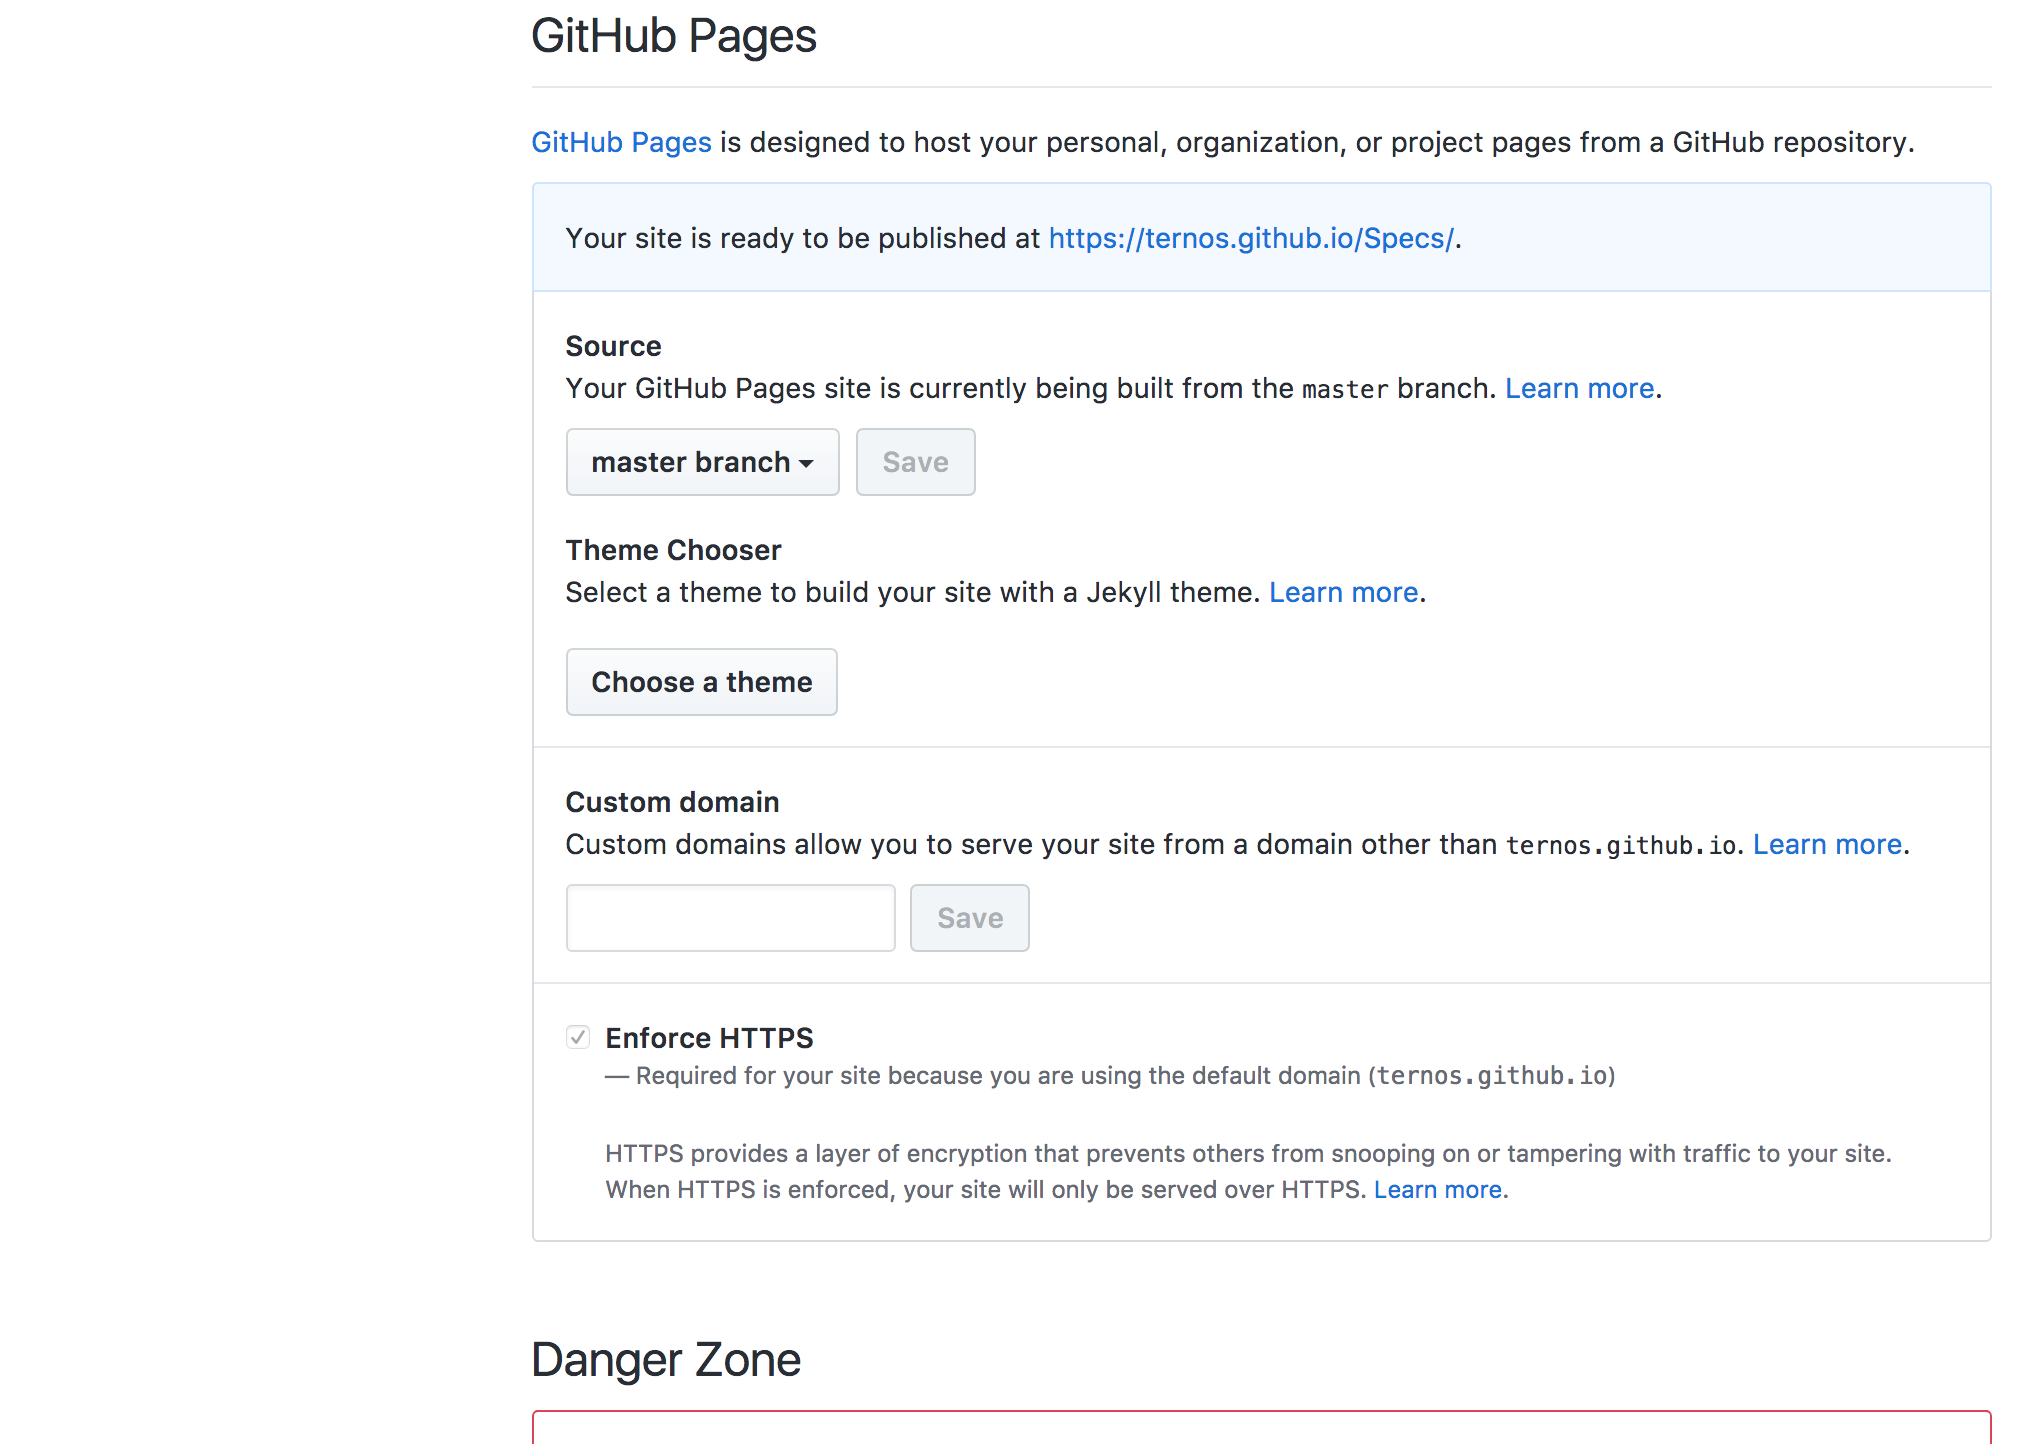 GitHub Pages
GitHub Pages is designed to host your personal, organization, or project pages from a GitHub repository.
Your site is ready to be published at https://ternos.github.io/Specs/.
Source
Your GitHub Pages site is currently being built from the master branch. Learn more.
master branch Save
Theme Chooser
Select a theme to build your site with a Jekyll theme. Learn more.
Choose a theme
Custom domain
Custom domains allow you to serve your site from a domain other than ternos.github.io. Learn more.
Save
Enforce HTTPS
— Required for your site because you are using the default domain (ternos.github.io)
HTTPS provides a layer of encryption that prevents others from snooping on or tampering with traffic to your site.
When HTTPS is enforced, your site will only be served over HTTPS. Learn more.
Danger Zone